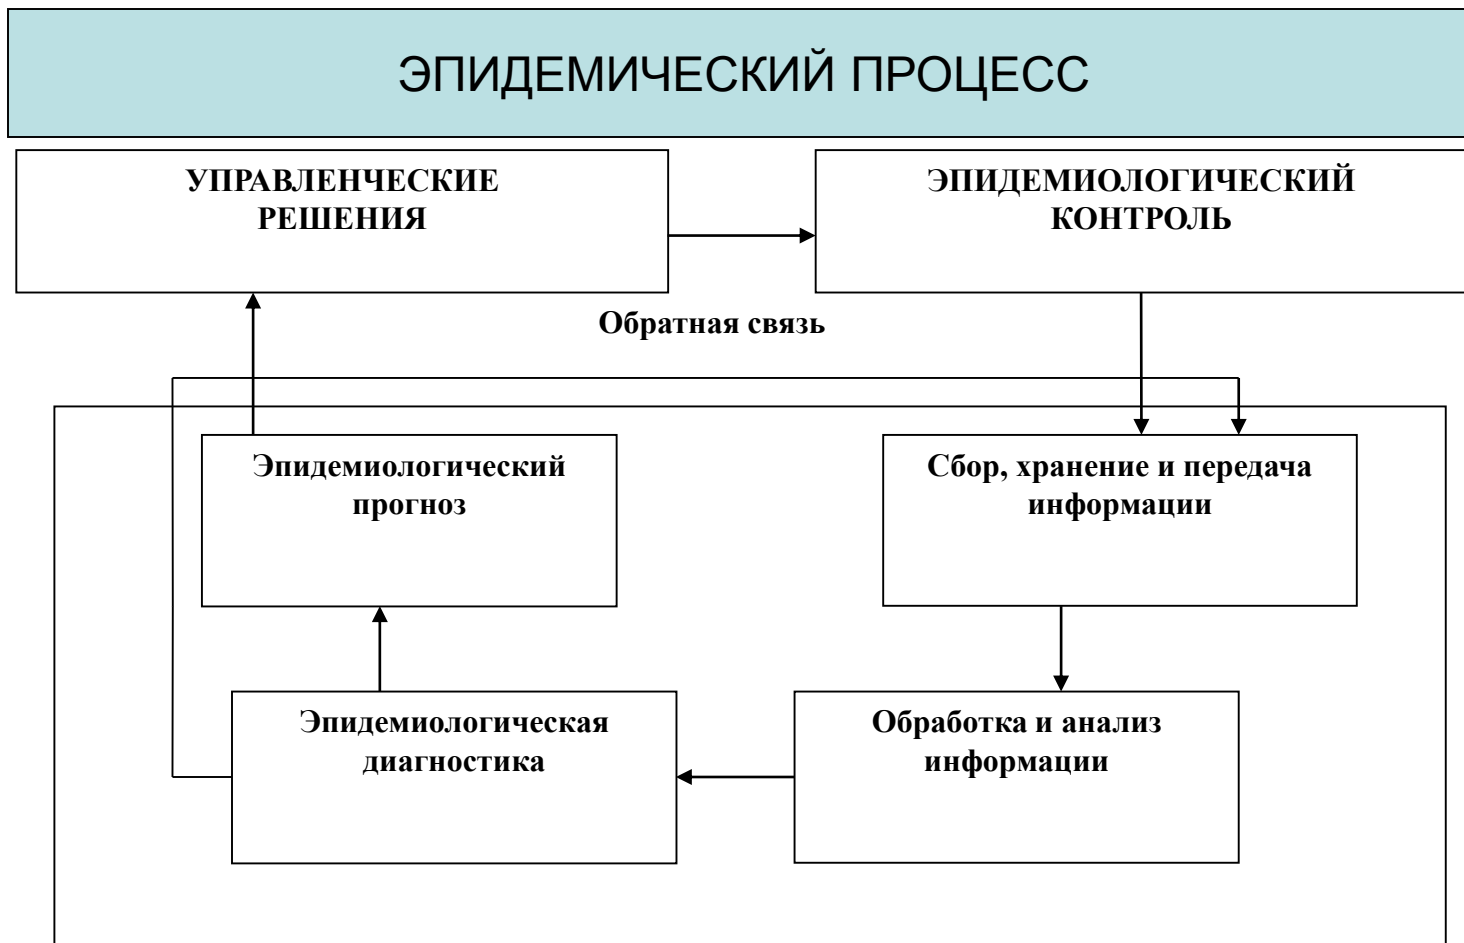 ЭПИДЕМИЧЕСКИЙ ПРОЦЕСС
УПРАВЛЕНЧЕСКИЕ
РЕШЕНИЯ
ЭПИДЕМИОЛОГИЧЕСКИЙ
КОНТРОЛЬ
Обратная связь
Эпидемиологический
прогноз
Сбор, хранение и передача
информации
Эпидемиологическая
диагностика
Обработка и анализ
информации